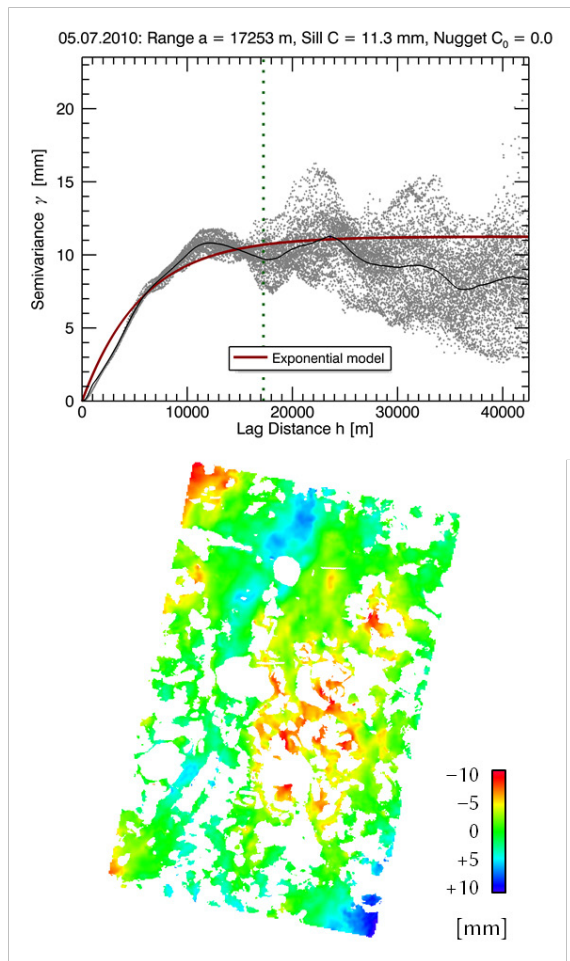 05.07.2010: Range a = 17253 m, Sill C = 11.3 mm, Nugget C₀ = 0.0
Semivariance γ [mm]
20
15
10
5
0
Exponential model
0 10000 20000 30000 40000
Lag Distance h [m]
−10
−5
0
+5
+10
[mm]